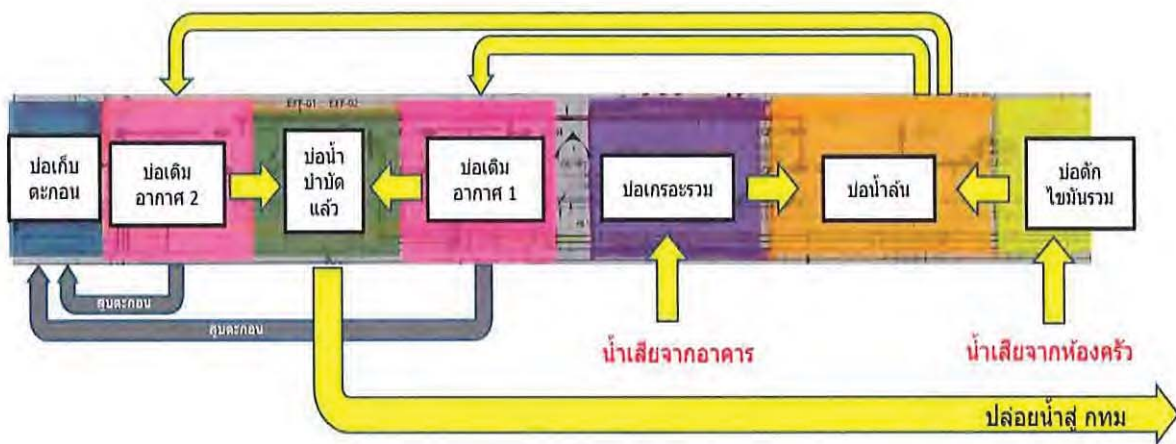 EFF-01 EFF-02
บ่อเก็บ
ตะกอน
บ่อเติม
อากาศ 2
บ่อน้ำ
บำบัด
แล้ว
บ่อเติม
อากาศ 1
บ่อเกรอะรวม
บ่อน้ำล้น
บ่อดัก
ไขมันรวม
สูบตะกอน
สูบตะกอน
น้ำเสียจากอาคาร
น้ำเสียจากห้องครัว
ปล่อยน้ำสู่ กทม